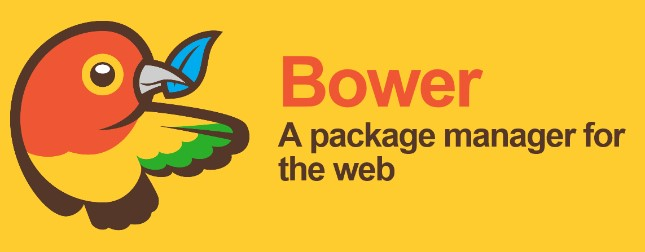 Bower
A package manager for
the web